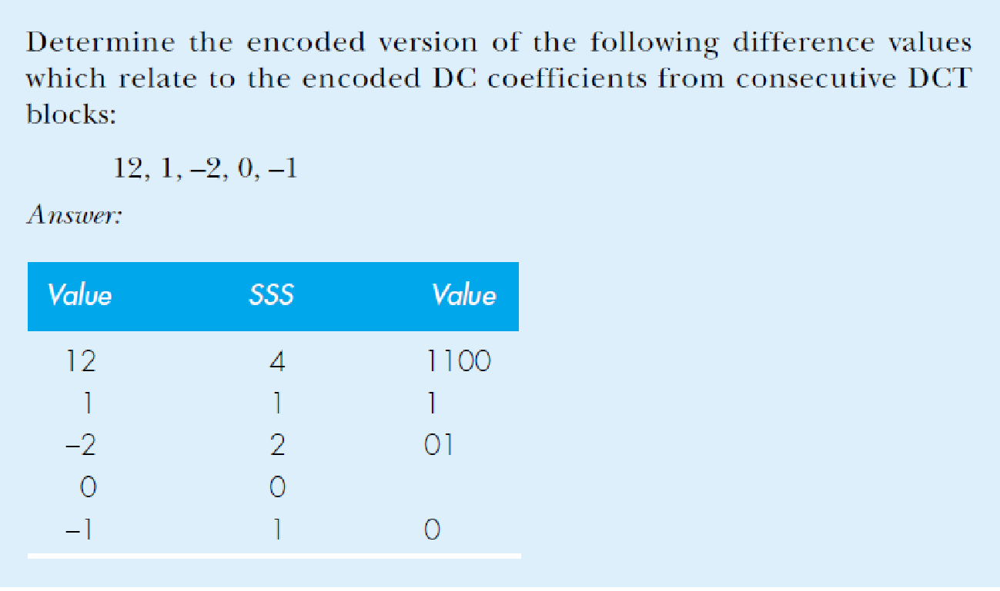 Determine the encoded version of the following difference values
which relate to the encoded DC coefficients from consecutive DCT
blocks:
12, 1, –2, 0, –1
Answer:
Value SSS Value
12 4 1100
1 1 1
–2 2 01
0 0
–1 1 0